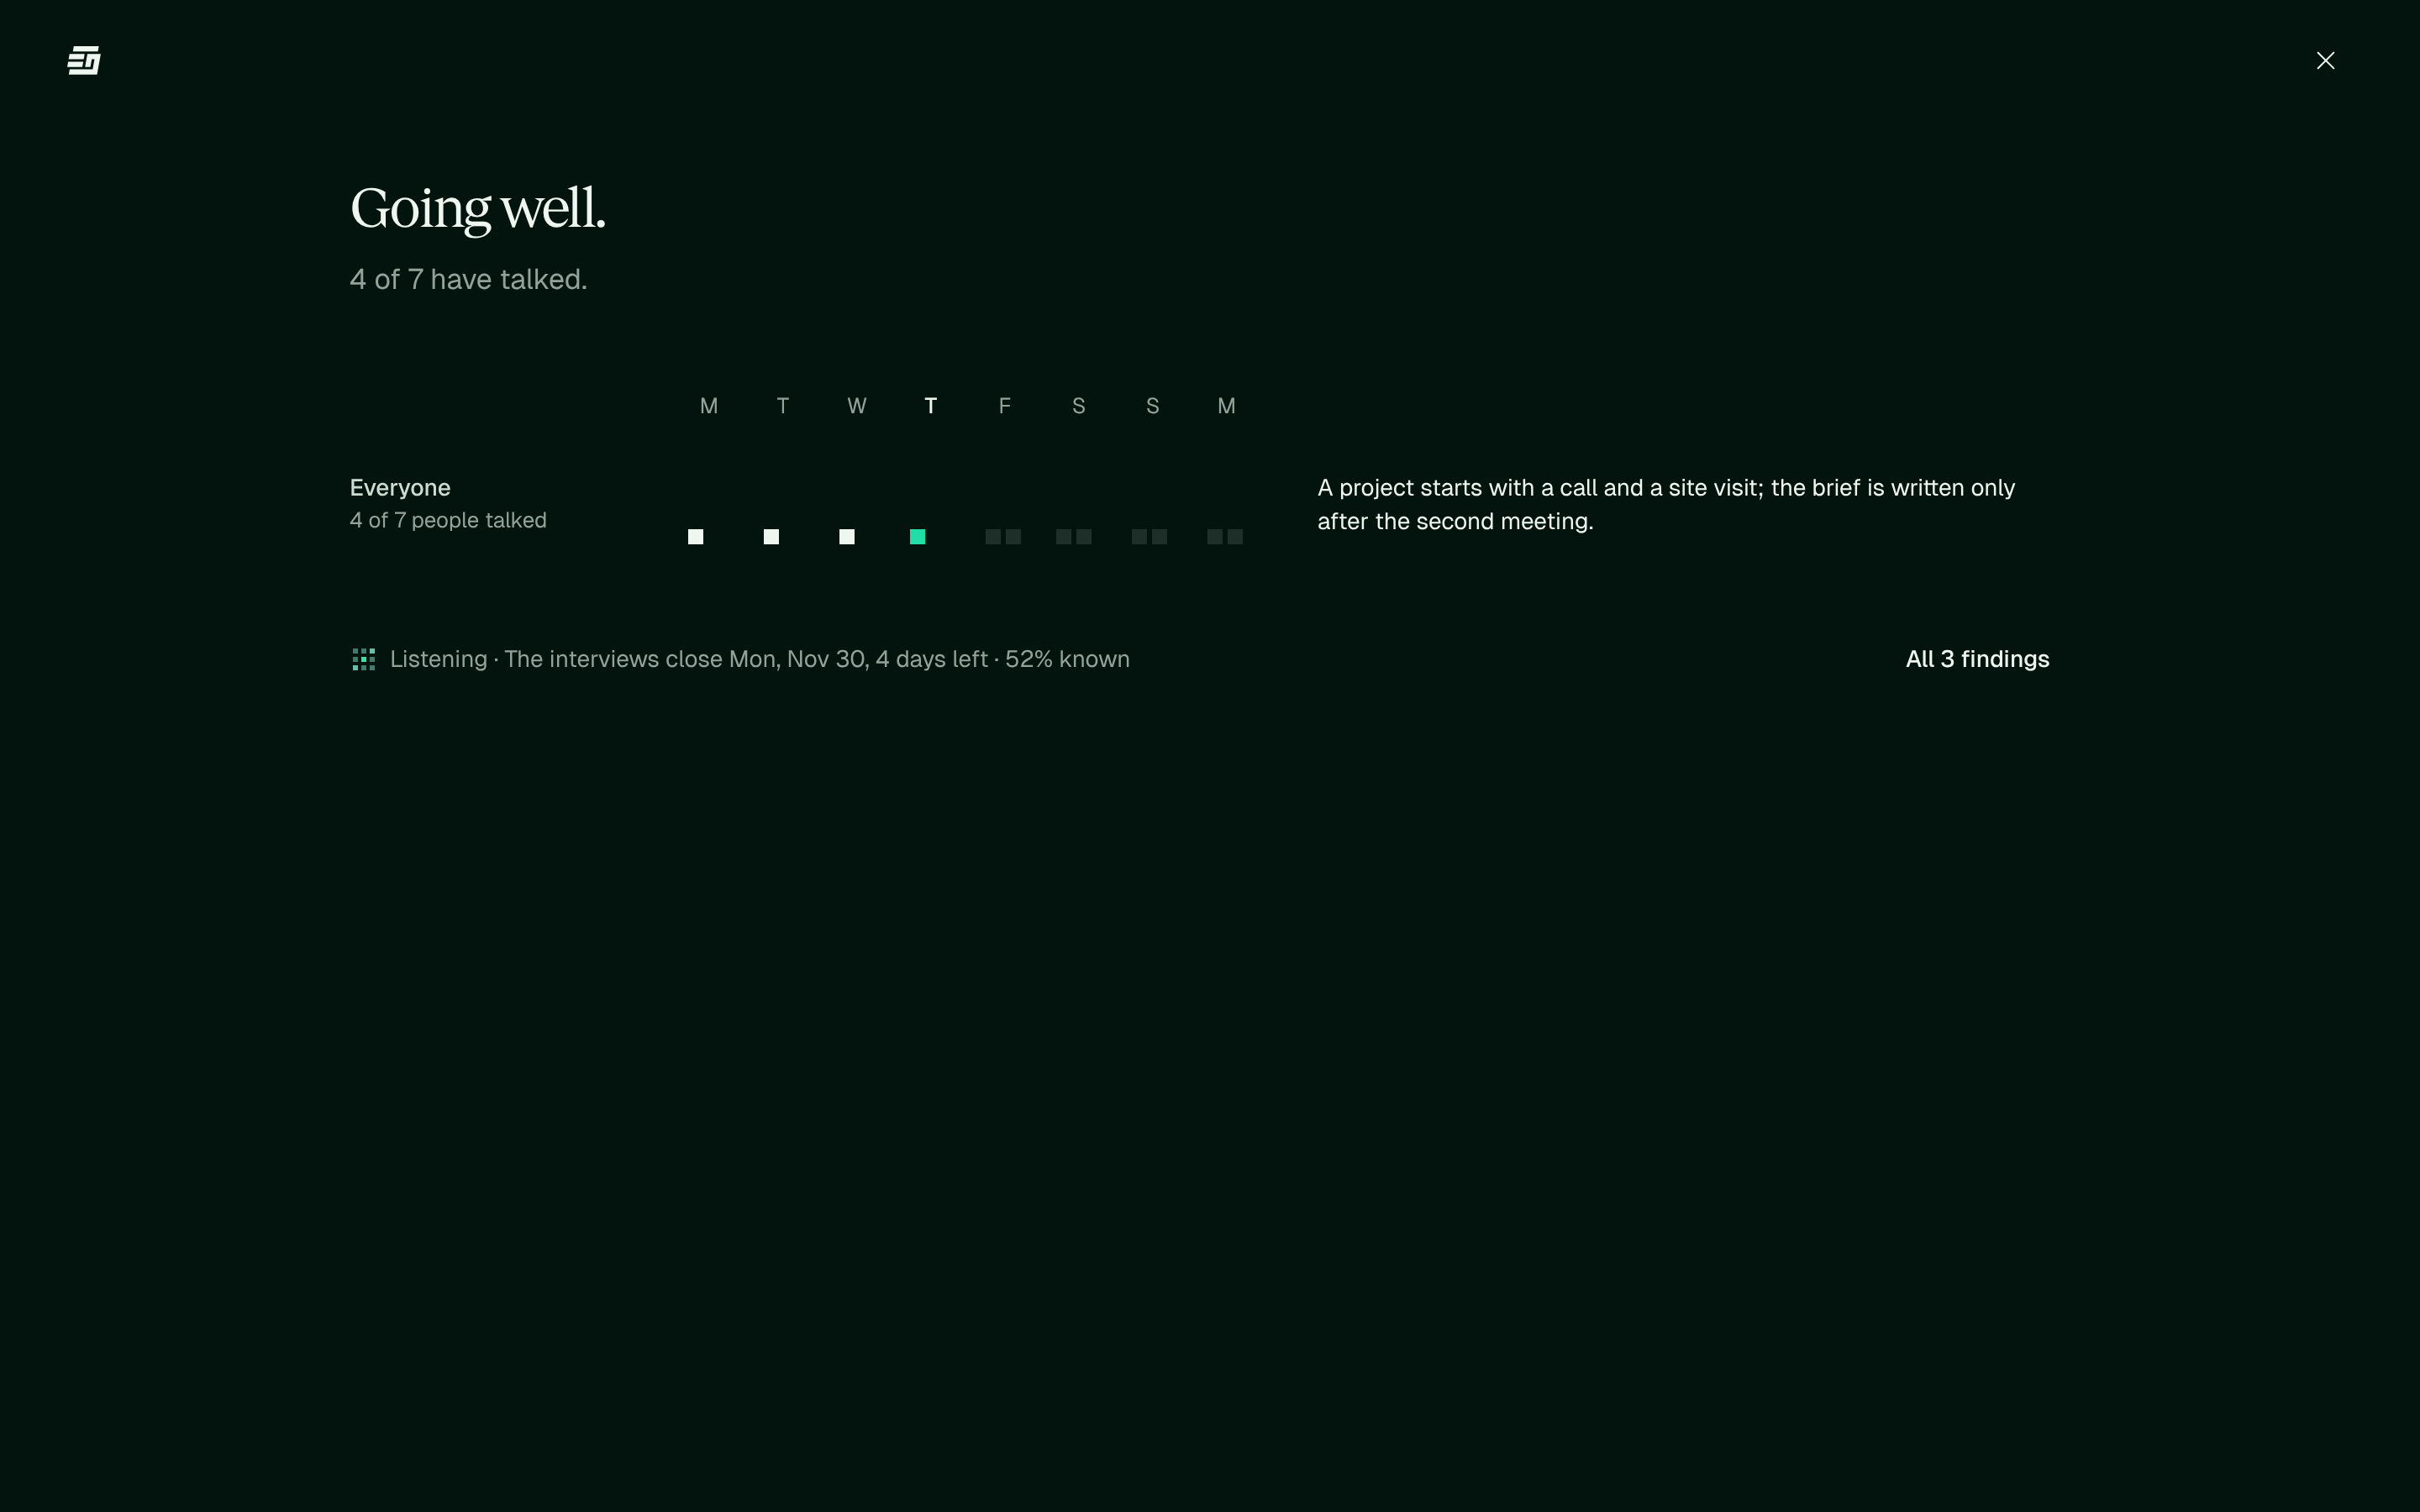 Going well.
4 of 7 have talked.
M T W T F S S M
Everyone
4 of 7 people talked
A project starts with a call and a site visit; the brief is written only
after the second meeting.
Listening · The interviews close Mon, Nov 30, 4 days left · 52% known
All 3 findings